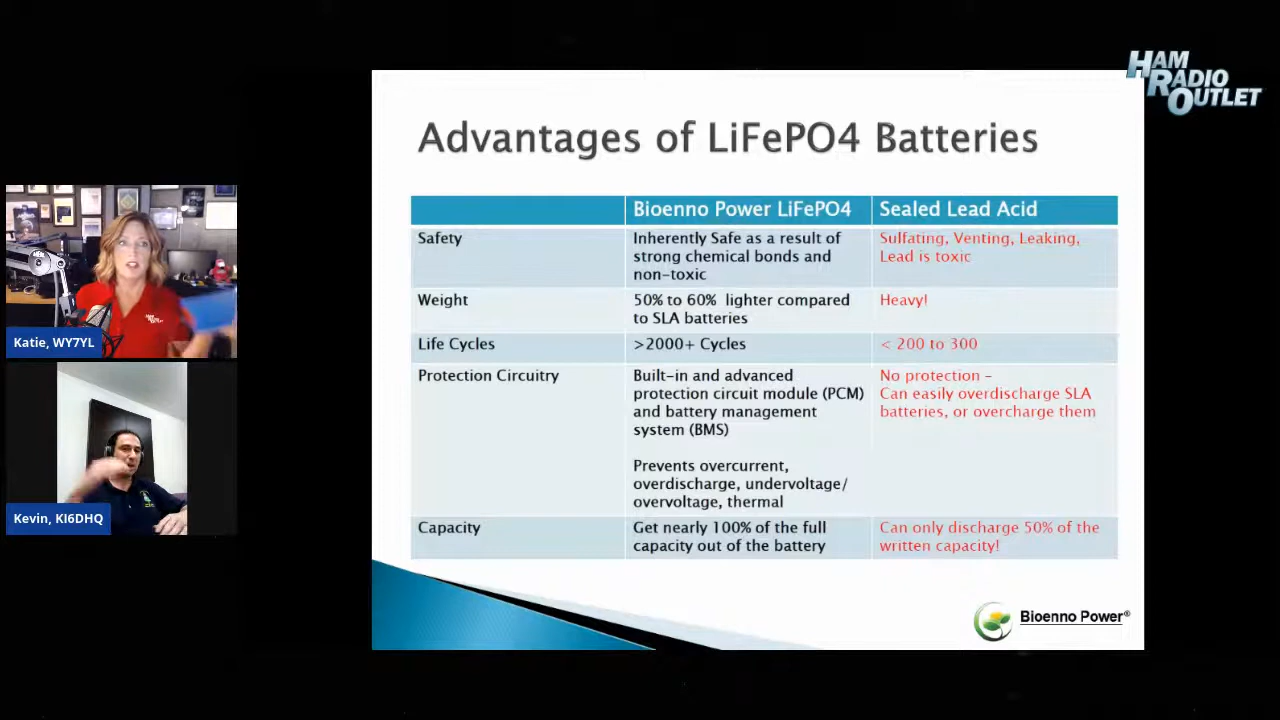 HAM
RADIO
OUTLET
Advantages of LiFePO4 Batteries
Bioenno Power LiFePO4
Sealed Lead Acid
Safety
Inherently Safe as a result of
strong chemical bonds and
non-toxic
Sulfating, Venting, Leaking,
Lead is toxic
Weight
50% to 60% lighter compared
to SLA batteries
Heavy!
Life Cycles
>2000+ Cycles
< 200 to 300
Protection Circuitry
Built-in and advanced
protection circuit module (PCM)
and battery management
system (BMS)
Prevents overcurrent,
overdischarge, undervoltage/
overvoltage, thermal
No protection –
Can easily overdischarge SLA
batteries, or overcharge them
Capacity
Get nearly 100% of the full
capacity out of the battery
Can only discharge 50% of the
written capacity!
Bioenno Power®
Katie, WY7YL
Kevin, KI6DHQ